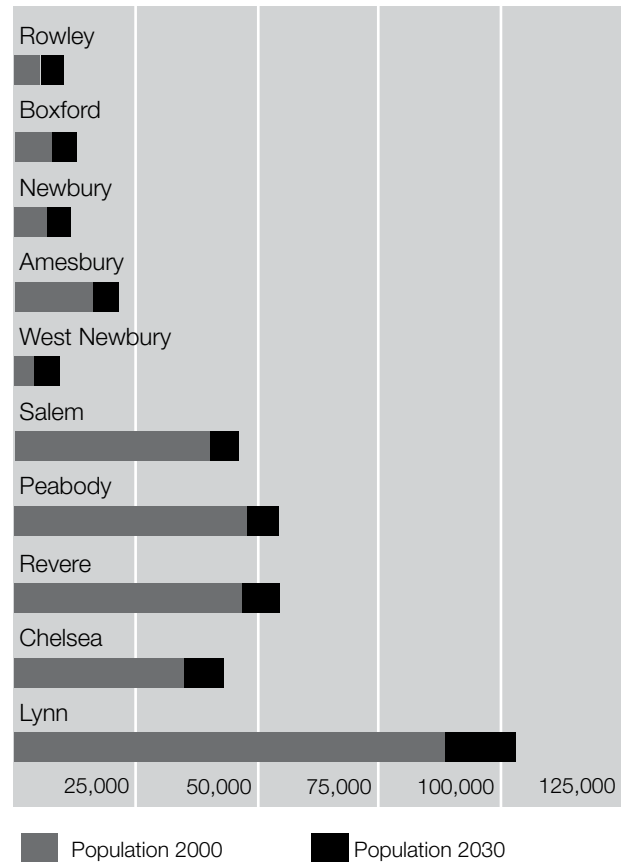 Rowley
Boxford
Newbury
Amesbury
West Newbury
Salem
Peabody
Revere
Chelsea
Lynn
25,000 50,000 75,000 100,000 125,000
Population 2000 Population 2030